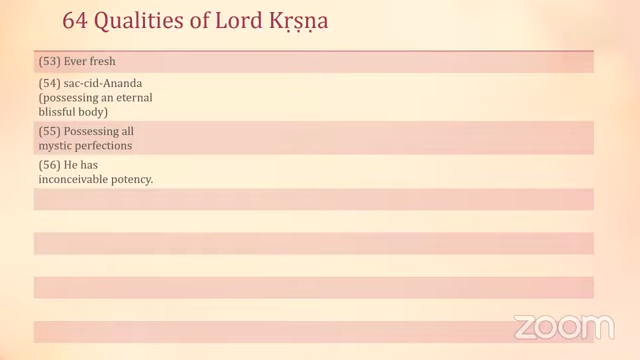 64 Qualities of Lord Kṛṣṇa
(53) Ever fresh
(54) sac-cid-Ananda
(possessing an eternal
blissful body)
(55) Possessing all
mystic perfections
(56) He has
inconceivable potency.
zoom